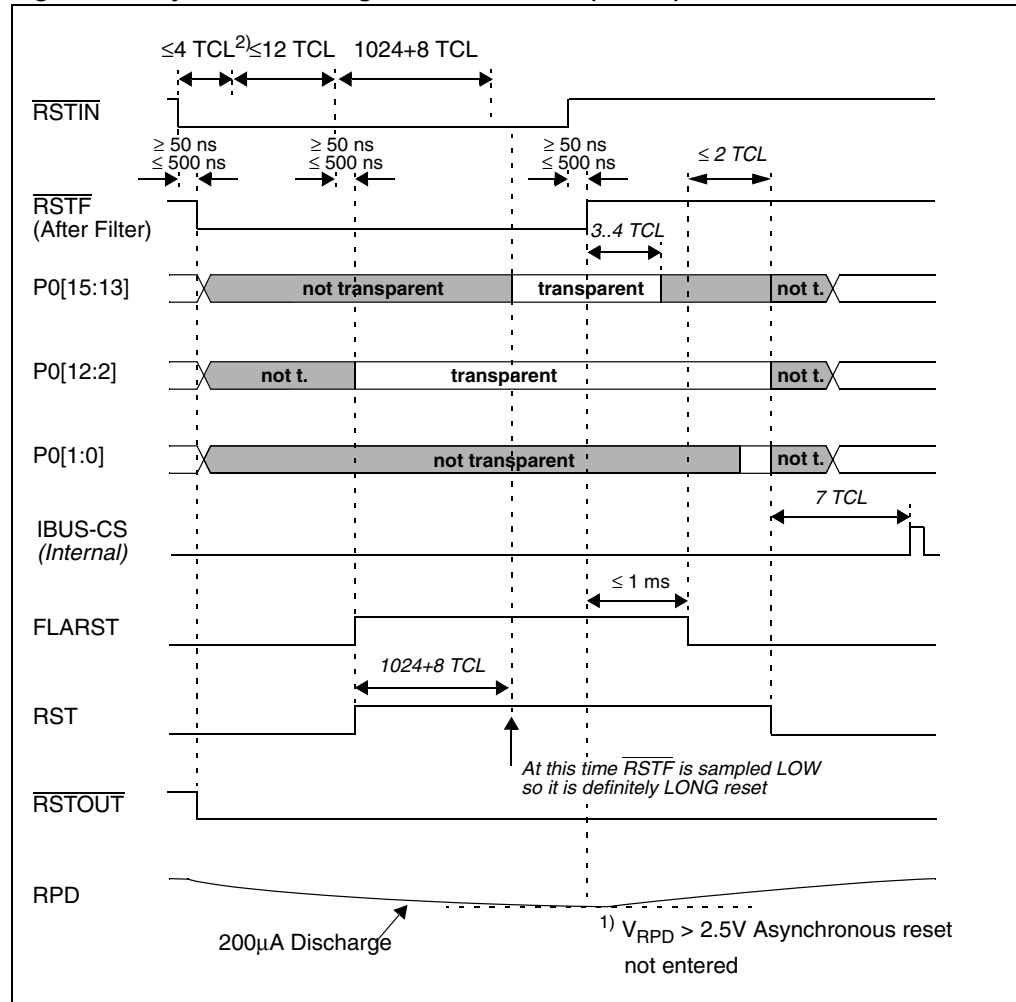 ≤4 TCL2) ≤12 TCL 1024+8 TCL
RSTIN
≥ 50 ns ≥ 50 ns ≥ 50 ns
≤ 500 ns ≤ 500 ns ≤ 500 ns
≤ 2 TCL
RSTF
(After Filter)
3..4 TCL
P0[15:13] not transparent transparent not t.
P0[12:2] not t. transparent not t.
P0[1:0] not transparent not t.
7 TCL
IBUS-CS
(Internal)
≤ 1 ms
FLARST
1024+8 TCL
RST
At this time RSTF is sampled LOW
so it is definitely LONG reset
RSTOUT
RPD
200μA Discharge
1) VRPD > 2.5V Asynchronous reset
not entered